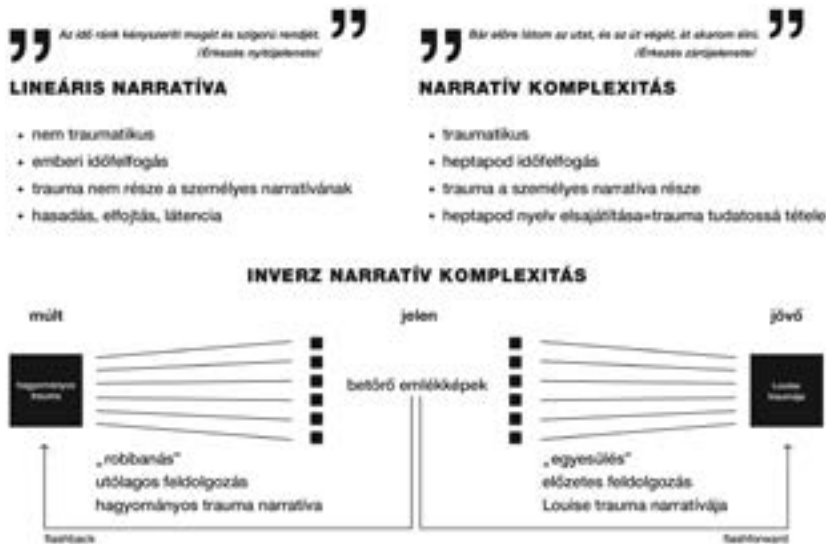 Az idő ránk kényszeríti magát és szigorú rendjét.
/Érkezés nyitójelenete/
LINEÁRIS NARRATÍVA
• nem traumatikus
• emberi időfelfogás
• trauma nem része a személyes narratívának
• hasadás, elfojtás, látencia
Bár előre látom az utat, és az út végét, át akarom élni.
/Érkezés zárójelenete/
NARRATÍV KOMPLEXITÁS
• traumatikus
• heptapod időfelfogás
• trauma a személyes narratíva része
• heptapod nyelv elsajátítása=trauma tudatossá tétele
INVERZ NARRATÍV KOMPLEXITÁS
múlt
jelen
jövő
hagyományos
trauma
betörő emlékképek
Louise
traumája
„robbanás”
utólagos feldolgozás
hagyományos trauma narratíva
„egyesülés”
előzetes feldolgozás
Louise trauma narratívája
flashback
flashforward